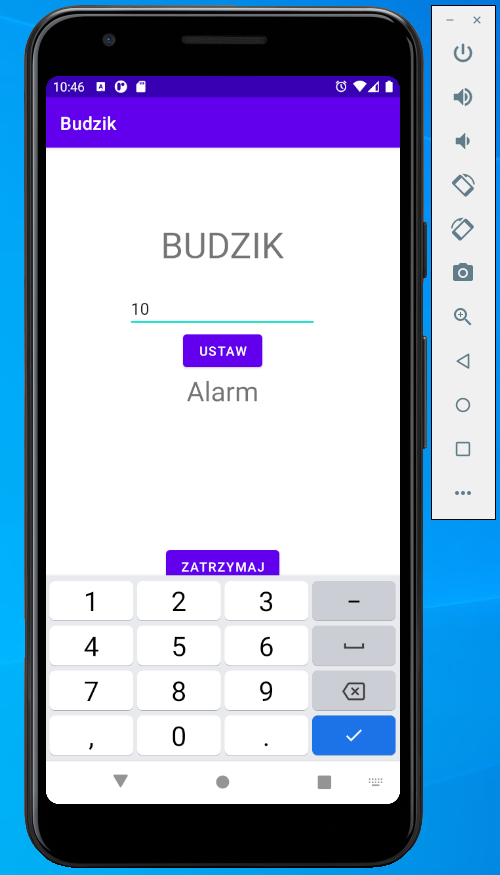 10:46
Budzik
BUDZIK
10
USTAW
Alarm
ZATRZYMAJ
1 2 3 −
4 5 6
7 8 9
, 0 .